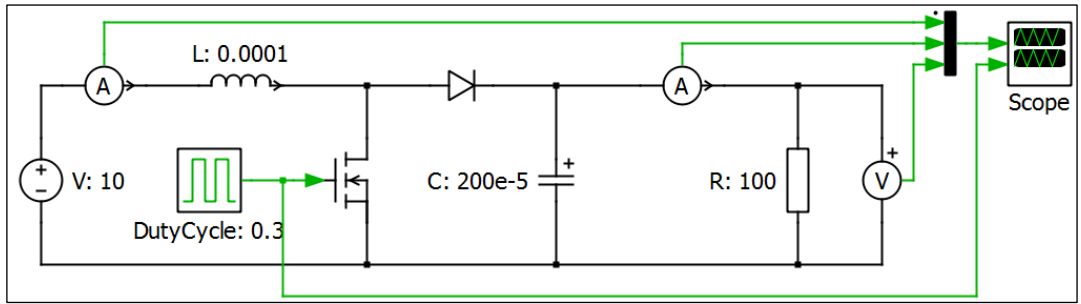 L: 0.0001
A
A
Scope
+
V: 10
–
DutyCycle: 0.3
C: 200e-5
+
R: 100
V
+